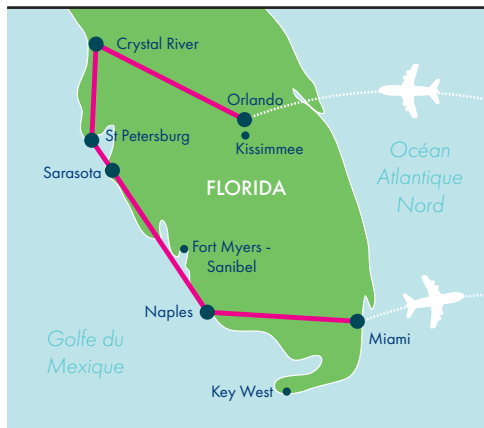 Crystal River
Orlando
Kissimmee
St Petersburg
Sarasota
Océan
Atlantique
Nord
FLORIDA
Fort Myers -
Sanibel
Naples
Miami
Golfe du
Mexique
Key West